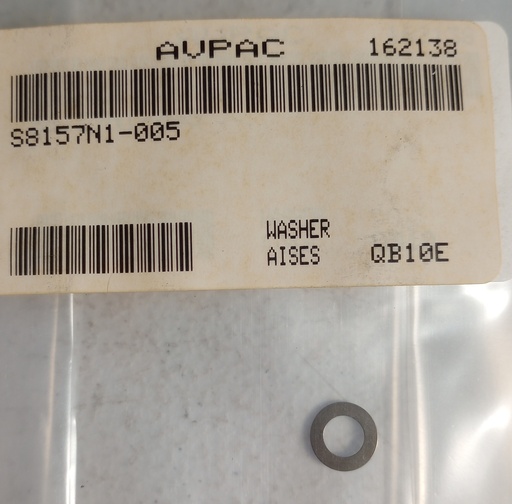 AVPAC 162138
S8157N1-005
WASHER
AISES QB10E